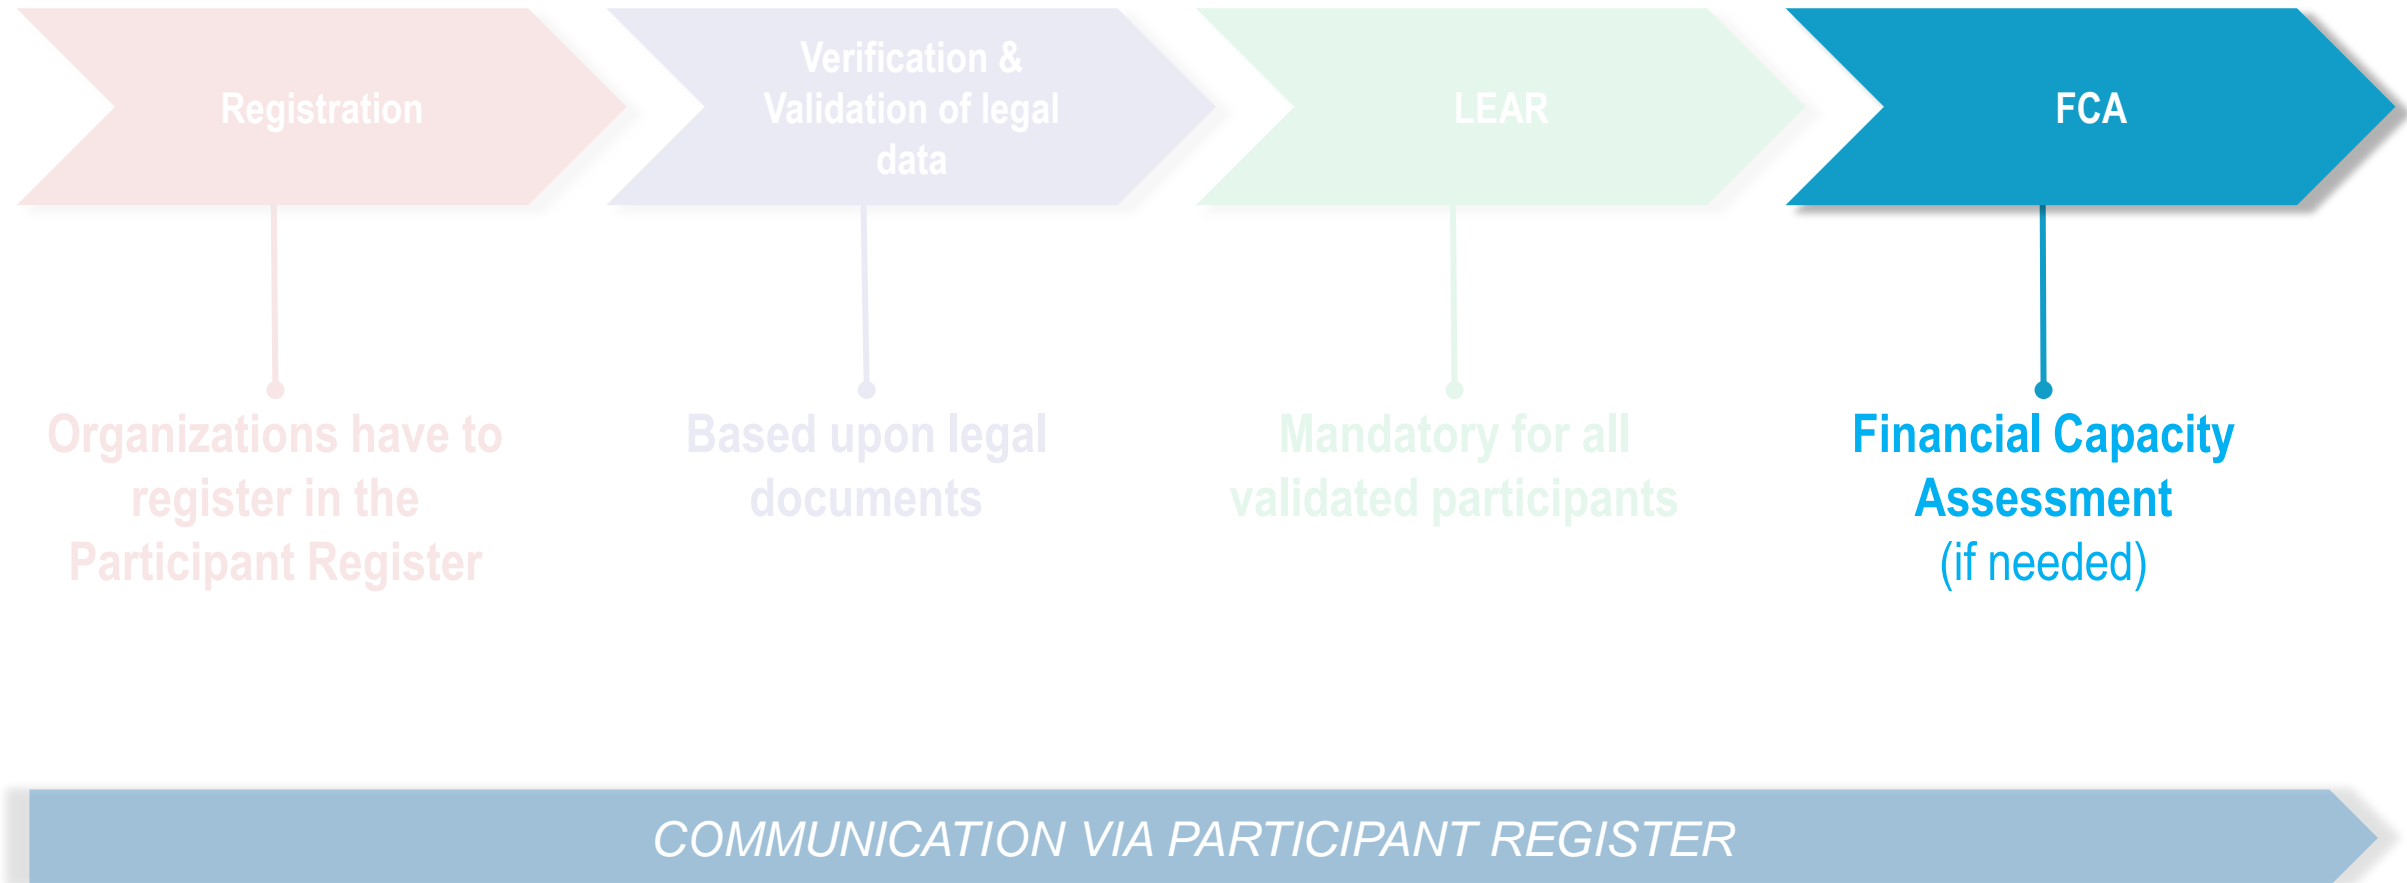 Registration
Verification &
Validation of legal
data
LEAR
FCA
Organizations have to
register in the
Participant Register
Based upon legal
documents
Mandatory for all
validated participants
Financial Capacity
Assessment
(if needed)
COMMUNICATION VIA PARTICIPANT REGISTER